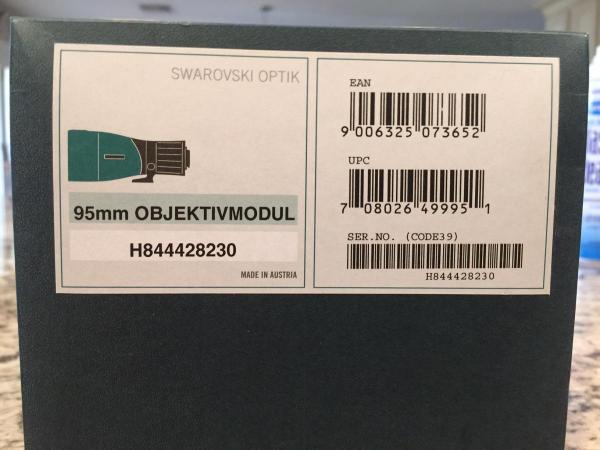 SWAROVSKI OPTIK
95mm OBJEKTIVMODUL
H844428230
MADE IN AUSTRIA
EAN
9 006325 073652
UPC
7 08026 49995 1
SER.NO. (CODE39)
H844428230